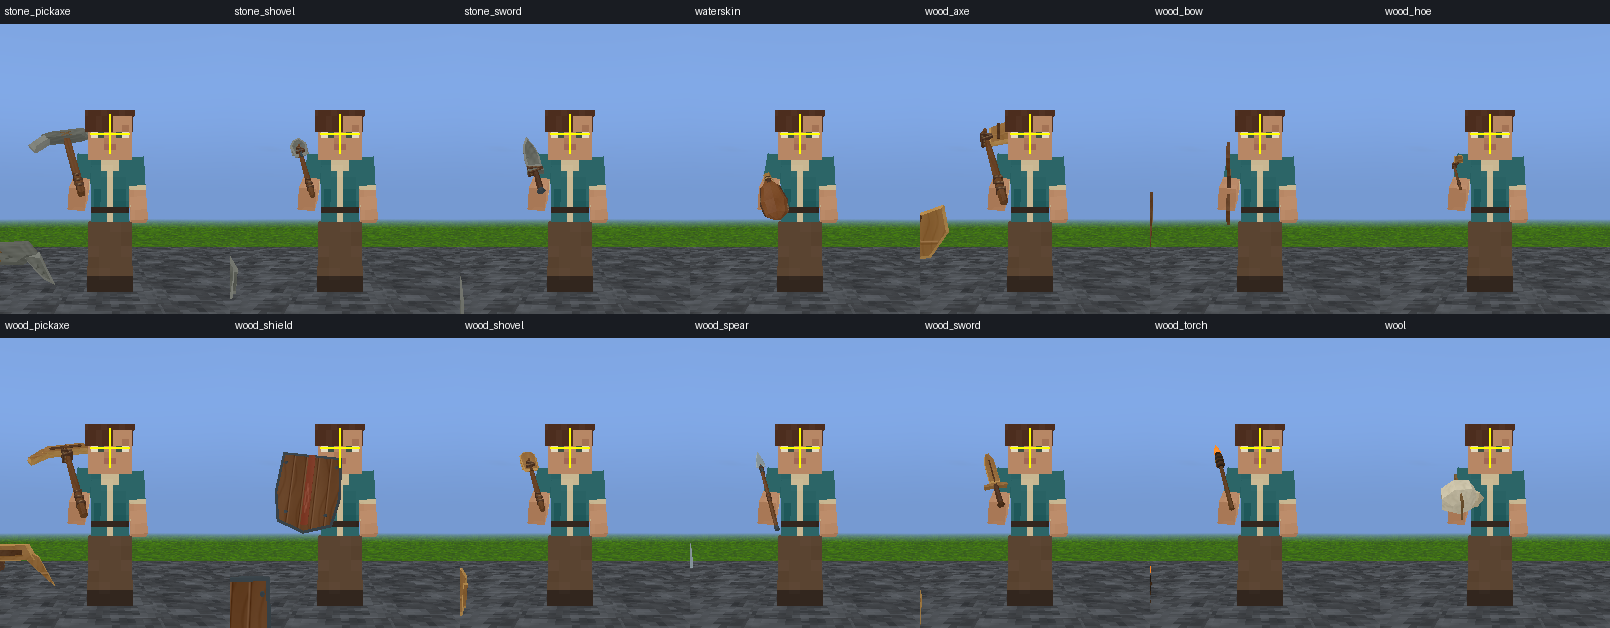 stone_pickaxe
stone_shovel
stone_sword
waterskin
wood_axe
wood_bow
wood_hoe
wood_pickaxe
wood_shield
wood_shovel
wood_spear
wood_sword
wood_torch
wool